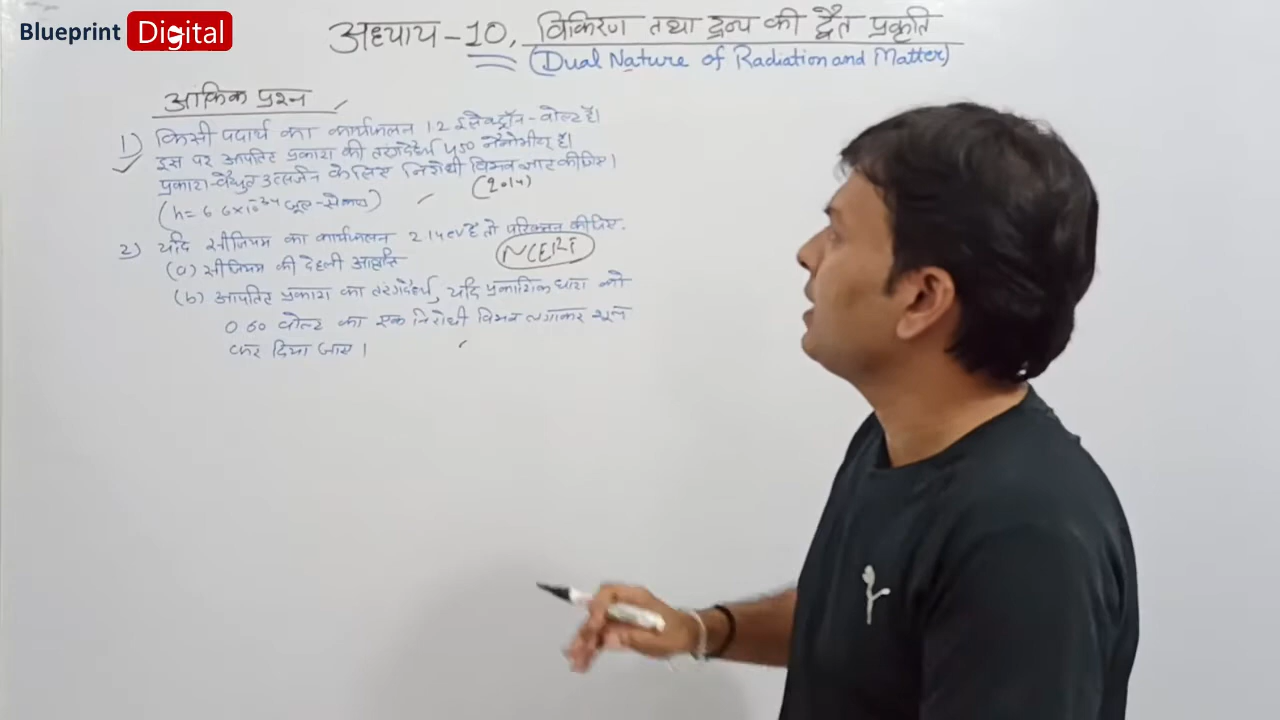 Blueprint Digital
अध्याय - 10, विकिरण तथा द्रव्य की द्वैत प्रकृति
(Dual Nature of Radiation and Matter)
आंकिक प्रश्न
1) किसी पदार्थ का कार्यफलन 1.2 इलेक्ट्रॉन-वोल्ट है।
इस पर आपतित प्रकाश की तरंगदैर्ध्य 450 नैनोमीटर है।
प्रकाश-वैद्युत उत्सर्जन के लिए निरोधी विभव ज्ञात कीजिए।
(h = 6.6×10⁻³⁴ जूल-सेकण्ड) (2014)
2) यदि सीजियम का कार्यफलन 2.14 eV है तो परिकलन कीजिए-
(a) सीजियम की देहली आवृत्ति NCERT
(b) आपतित प्रकाश का तरंगदैर्ध्य, यदि प्रकाशिक धारा को
0.60 वोल्ट का एक निरोधी विभव लगाकर शून्य
कर दिया जाए।